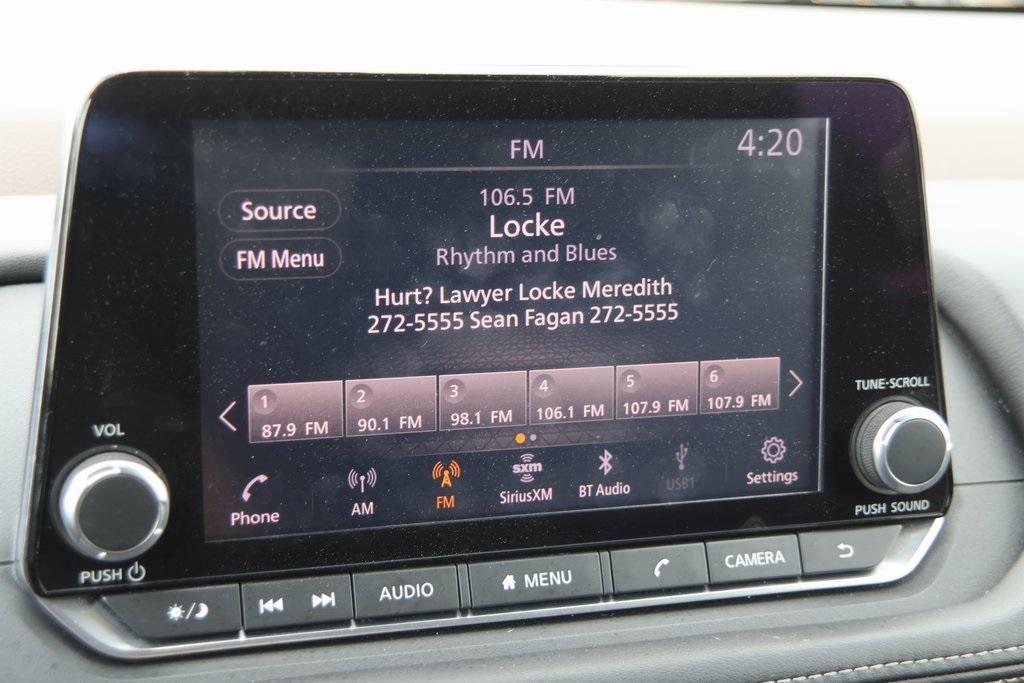 FM
4:20
Source
FM Menu
106.5 FM
Locke
Rhythm and Blues
Hurt? Lawyer Locke Meredith
272-5555 Sean Fagan 272-5555
1
87.9 FM
2
90.1 FM
3
98.1 FM
4
106.1 FM
5
107.9 FM
6
107.9 FM
Phone
AM
FM
sxm
SiriusXM
BT Audio
USB1
Settings
VOL
PUSH
TUNE·SCROLL
PUSH SOUND
AUDIO
MENU
CAMERA